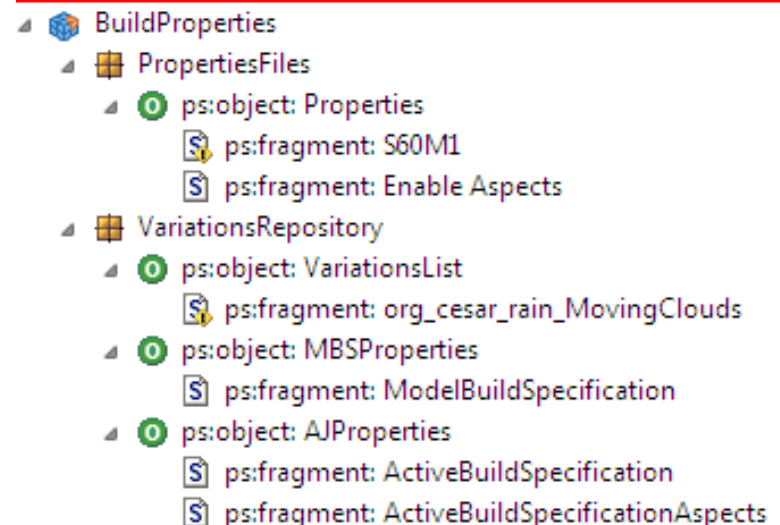 BuildProperties
PropertiesFiles
ps:object: Properties
ps:fragment: S60M1
ps:fragment: Enable Aspects
VariationsRepository
ps:object: VariationsList
ps:fragment: org_cesar_rain_MovingClouds
ps:object: MBSProperties
ps:fragment: ModelBuildSpecification
ps:object: AJProperties
ps:fragment: ActiveBuildSpecification
ps:fragment: ActiveBuildSpecificationAspects